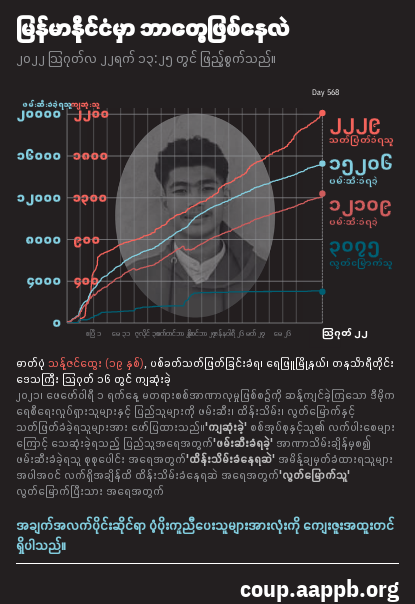 မြန်မာနိုင်ငံမှာ ဘာတွေဖြစ်နေလဲ
၂၀၂၂ ဩဂုတ်လ ၂၂ရက် ၁၃:၂၅ တွင် ဖြည့်စွက်သည်။
Day 568
ဖမ်းဆီးခံရသူ ကျဆုံးသူ
၂၀၀၀၀ ၂၂၀၀
၁၆၀၀၀
၁၂၀၀၀ ၁၃၀၀
၈၀၀၀ ၉၀၀
၄၀၀၀ ၄၀၀
၀
၂၂၂၉
သတ်ဖြတ်ခံရသူ
၁၅၂၀၆
ဖမ်းဆီးခံရ
၁၂၁၀၉
ဖမ်းဆီးခံရ
၃၀၇၅
လွတ်မြောက်သူ
ဩဂုတ် ၂၂
ဓာတ်ပုံ သန့်ဇင်ထွေး (၁၉ နှစ်), ပစ်ခတ်သတ်ဖြတ်ခြင်းခံရ၊ ရေဖြူမြို့နယ်၊ တနင်္သာရီတိုင်း
ဒေသကြီး ဩဂုတ် ၁၆ တွင် ကျဆုံးခဲ့
၂၀၂၁၊ ဖေဖော်ဝါရီ ၁ ရက်နေ့ မတရားစစ်အာဏာလုမှုဖြစ်စဉ်ကို ဆန့်ကျင်ခဲ့ကြသော ဒီမိုက
ရေစီရေးလှုပ်ရှားသူများနှင့် ပြည်သူများကို ဖမ်းဆီး၊ ထိန်းသိမ်း၊ လွတ်မြောက်နှင့်
သတ်ဖြတ်ခံခဲ့ရသူများအား ဖော်ပြထားသည်။'ကျဆုံးခဲ့' စစ်အုပ်စုနှင့်သူ၏ လက်ပါးစေများ
ကြောင့် သေဆုံးခဲ့ရသည့် ပြည်သူအရေအတွက်'ဖမ်းဆီးခံရခဲ့' အာဏာသိမ်းချိန်မှစ၍
ဖမ်းဆီးခံခဲ့ရသူ စုစုပေါင်း အရေအတွက်'ထိန်းသိမ်းခံနေရဆဲ' အမိန့်ချမှတ်ခံထားရသူများ
အပါအဝင် လက်ရှိအချိန်ထိ ထိန်းသိမ်းခံနေရဆဲ အရေအတွက်'လွတ်မြောက်သူ'
လွတ်မြောက်ပြီးသား အရေအတွက်
အချက်အလက်ပိုင်းဆိုင်ရာ ပံ့ပိုးကူညီပေးသူများအားလုံးကို ကျေးဇူးအထူးတင်
ရှိပါသည်။
coup.aappb.org